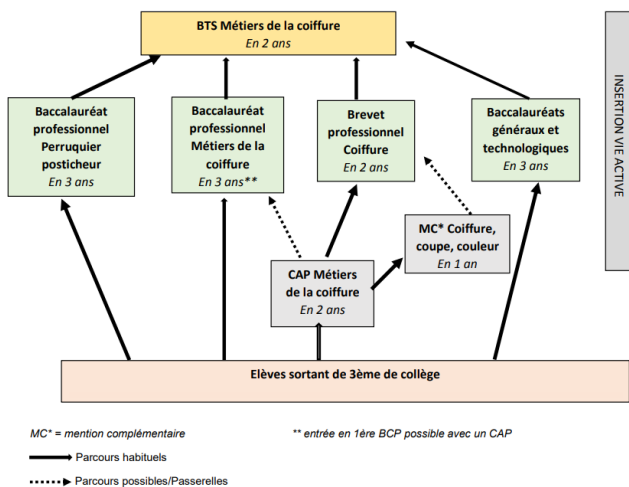 BTS Métiers de la coiffure
En 2 ans
Baccalauréat
professionnel
Perruquier
posticheur
En 3 ans
Baccalauréat
professionnel
Métiers de la
coiffure
En 3 ans**
Brevet
professionnel
Coiffure
En 2 ans
Baccalauréats
généraux et
technologiques
En 3 ans
INSERTION VIE ACTIVE
MC* Coiffure,
coupe, couleur
En 1 an
CAP Métiers
de la coiffure
En 2 ans
Elèves sortant de 3ème de collège
MC* = mention complémentaire
** entrée en 1ère BCP possible avec un CAP
Parcours habituels
Parcours possibles/Passerelles